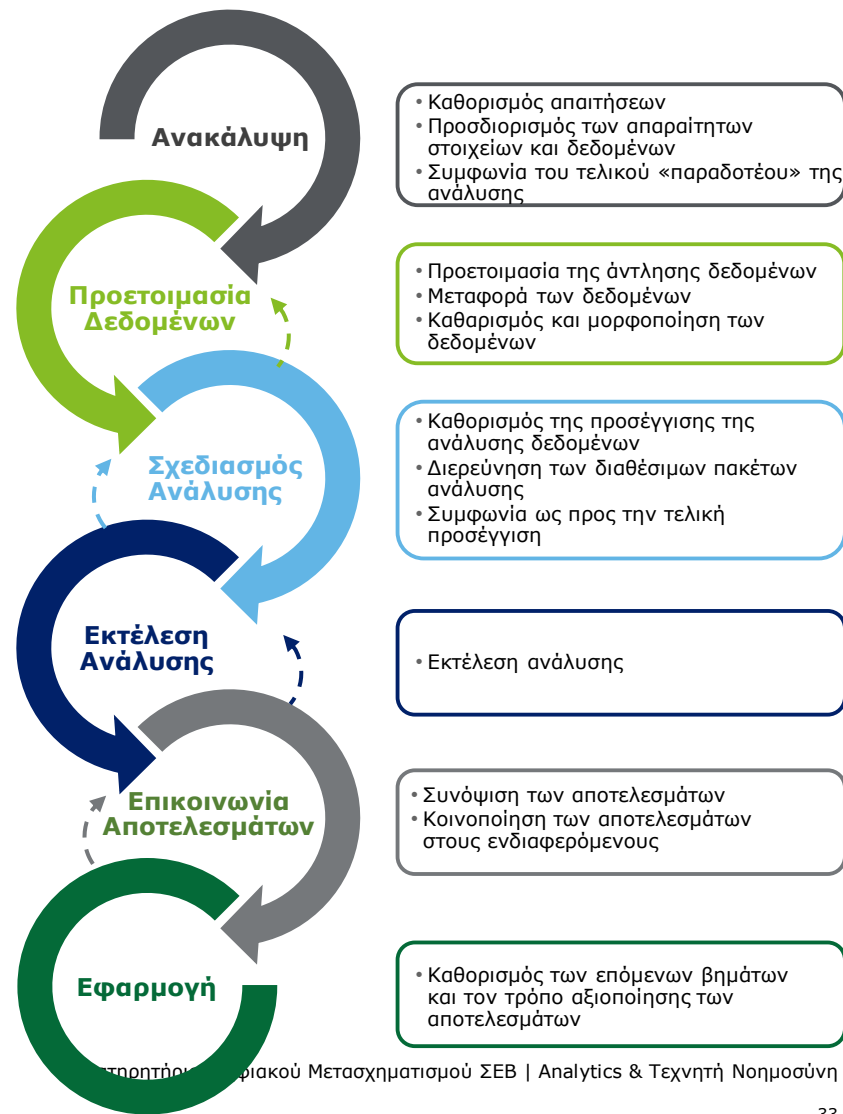 Ανακάλυψη
• Καθορισμός απαιτήσεων
• Προσδιορισμός των απαραίτητων
στοιχείων και δεδομένων
• Συμφωνία του τελικού «παραδοτέου» της
ανάλυσης
Προετοιμασία
Δεδομένων
• Προετοιμασία της άντλησης δεδομένων
• Μεταφορά των δεδομένων
• Καθαρισμός και μορφοποίηση των
δεδομένων
Σχεδιασμός
Ανάλυσης
• Καθορισμός της προσέγγισης της
ανάλυσης δεδομένων
• Διερεύνηση των διαθέσιμων πακέτων
ανάλυσης
• Συμφωνία ως προς την τελική
προσέγγιση
Εκτέλεση
Ανάλυσης
• Εκτέλεση ανάλυσης
Επικοινωνία
Αποτελεσμάτων
• Συνόψιση των αποτελεσμάτων
• Κοινοποίηση των αποτελεσμάτων
στους ενδιαφερόμενους
Εφαρμογή
• Καθορισμός των επόμενων βημάτων
και τον τρόπο αξιοποίησης των
αποτελεσμάτων
Μετασχηματισμού ΣΕΒ | Analytics & Τεχνητή Νοημοσύνη